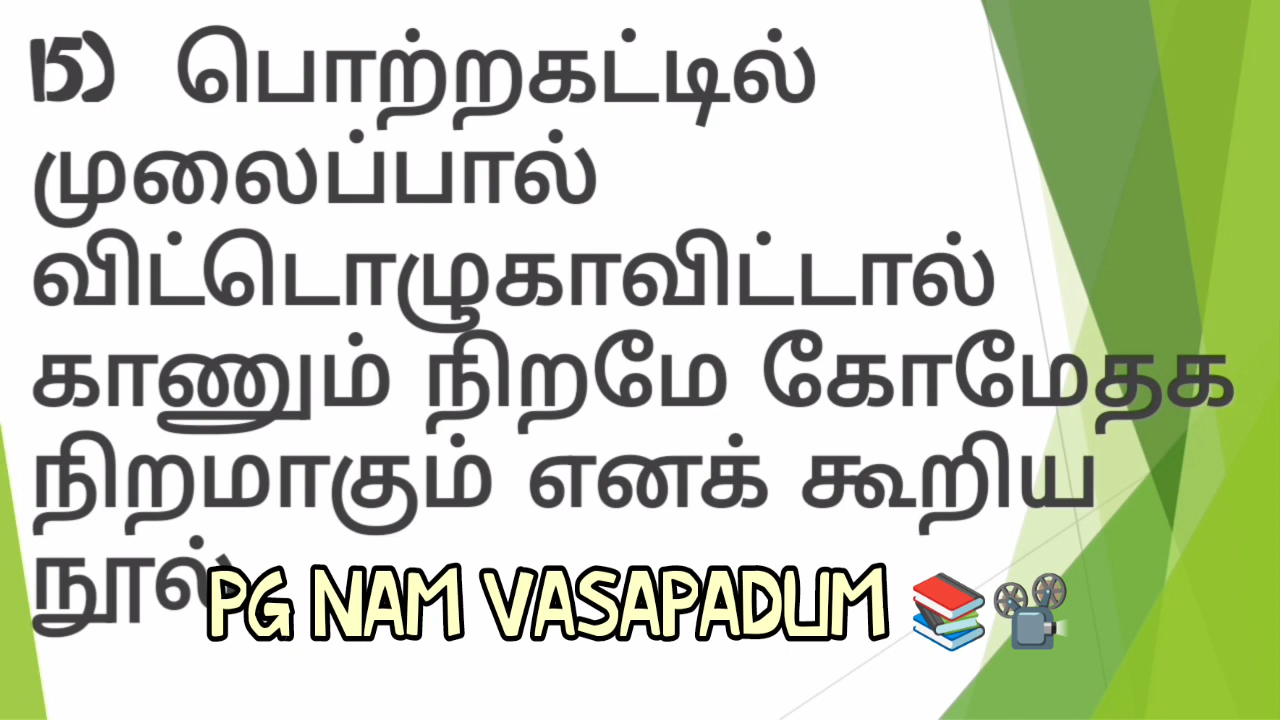 15) பொற்றகட்டில்
முலைப்பால்
விட்டொழுகாவிட்டால்
காணும் நிறமே கோமேதக
நிறமாகும் எனக் கூறிய
நூல்
PG NAM VASAPADUM